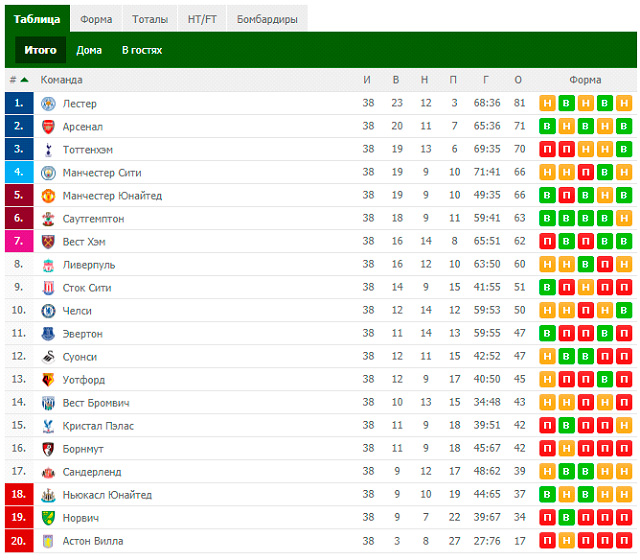 Таблица Форма Тоталы HT/FT Бомбардиры
Итого Дома В гостях
# Команда И В Н П Г О Форма
1. Лестер 38 23 12 3 68:36 81 Н В Н В Н
2. Арсенал 38 20 11 7 65:36 71 В Н В Н В
3. Тоттенхэм 38 19 13 6 69:35 70 П П Н Н В
4. Манчестер Сити 38 19 9 10 71:41 66 Н Н П В Н
5. Манчестер Юнайтед 38 19 9 10 49:35 66 В П В Н В
6. Саутгемптон 38 18 9 11 59:41 63 В В В В Н
7. Вест Хэм 38 16 14 8 65:51 62 П В П В В
8. Ливерпуль 38 16 12 10 63:50 60 Н Н В П Н
9. Сток Сити 38 14 9 15 41:55 51 В П Н П П
10. Челси 38 12 14 12 59:53 50 Н Н П Н В
11. Эвертон 38 11 14 13 59:55 47 В П П В П
12. Суонси 38 12 11 15 42:52 47 Н В В П П
13. Уотфорд 38 12 9 17 40:50 45 Н П П В П
14. Вест Бромвич 38 10 13 15 34:48 43 Н Н П Н П
15. Кристал Пэлас 38 11 9 18 39:51 42 П В П П Н
16. Борнмут 38 11 9 18 45:67 42 П Н П П П
17. Сандерленд 38 9 12 17 48:62 39 Н В В Н Н
18. Ньюкасл Юнайтед 38 9 10 19 44:65 37 В Н В Н Н
19. Норвич 38 9 7 22 39:67 34 П В П П П
20. Астон Вилла 38 3 8 27 27:76 17 П Н П П П